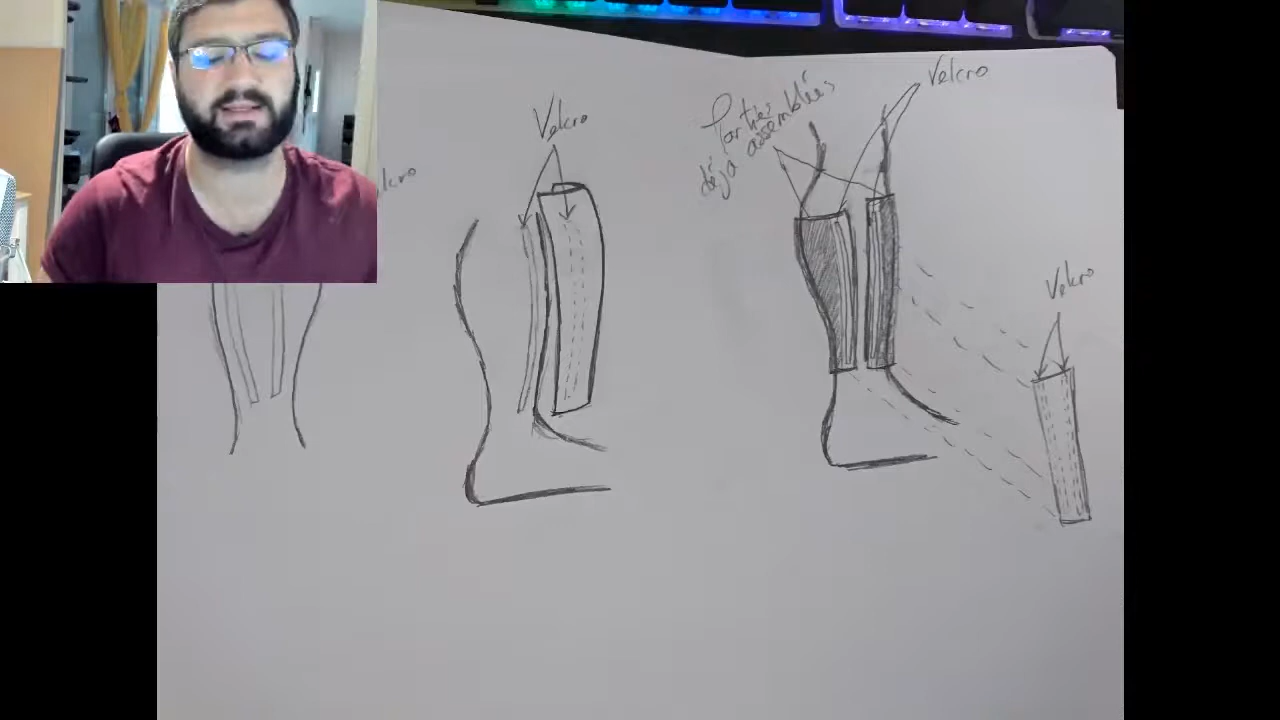 Velcro
Parties
déjà assemblées
Velcro
Velcro